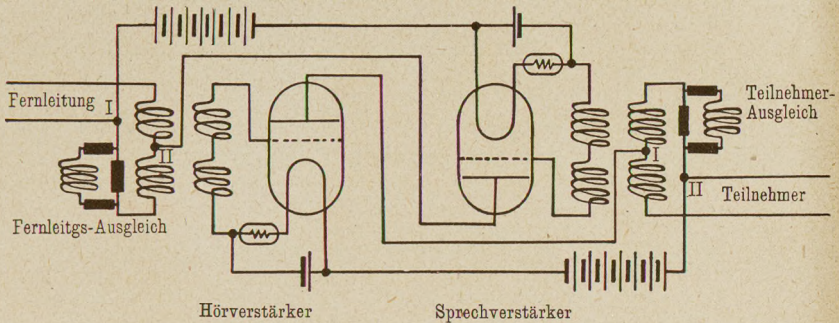 Fernleitung
I
II
Fernleitgs-Ausgleich
Teilnehmer-
Ausgleich
I
II
Teilnehmer
Hörverstärker
Sprechverstärker